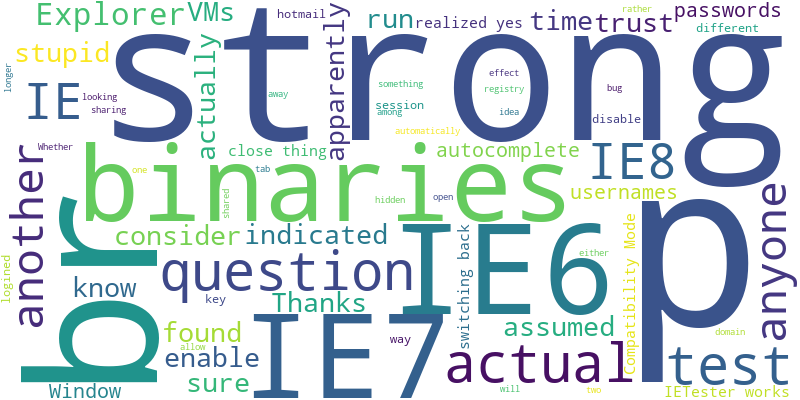 Explorer
VMs
hotmail
run
realized yes
time
trust
passwords
rather
different
longer
stupid
strong
IE
looking
sharing
actually
apparently
something
session
among
away
effect
registry
idea
bug
disable
Whether
another
binaries
close thing
automatically
autocomplete
IE8
one
tab
shared
hidden
open
usernames
anyone
br
p
consider
indicated
IE6
switching back
either
Compatibility Mode
logined
question
know
key
Thanks
assumed
domain
found
allow
enable
sure
IE7
way
actual
test
Window
will
two
IETester works